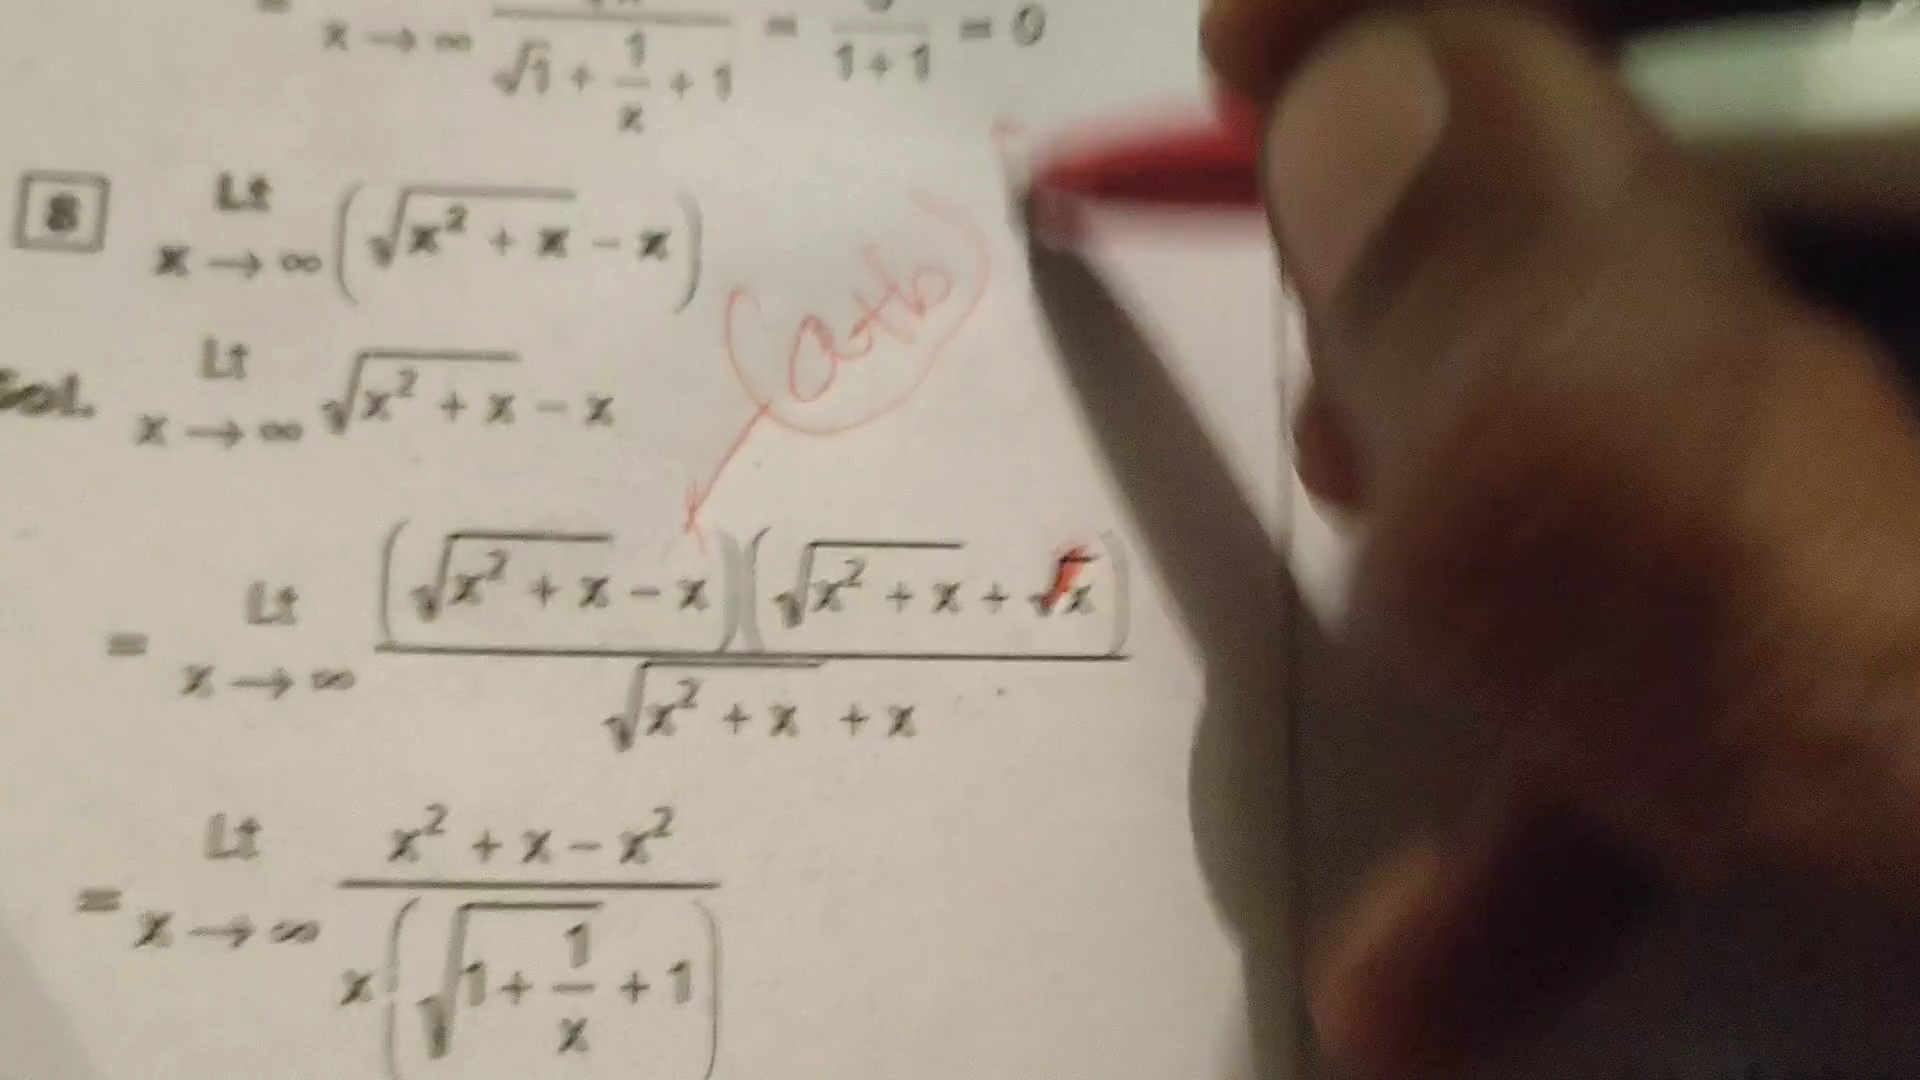 x → ∞ √1 + 1/x + 1 = 1 + 1 = 0
8 Lt x → ∞ (√x² + x − x)
(a+b)
Sol. Lt x → ∞ √x² + x − x
= Lt x → ∞ (√x² + x − x)(√x² + x + √x) / √x² + x + x
= Lt x → ∞ x² + x − x² / x(√1 + 1/x + 1)